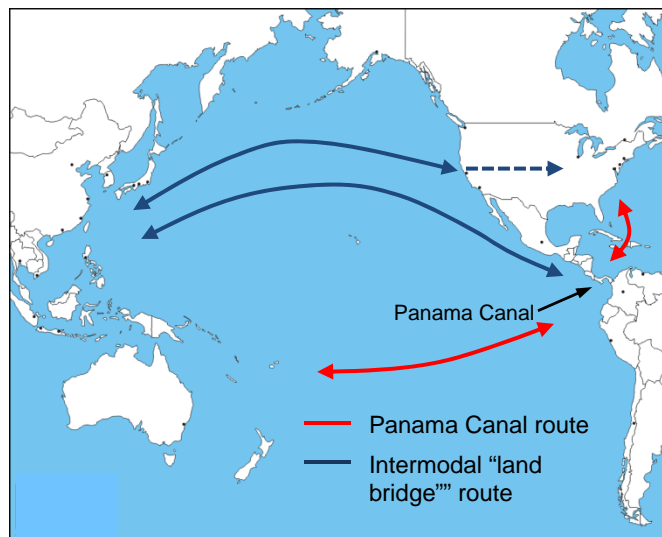 Panama Canal
Panama Canal route
Intermodal “land
bridge”” route